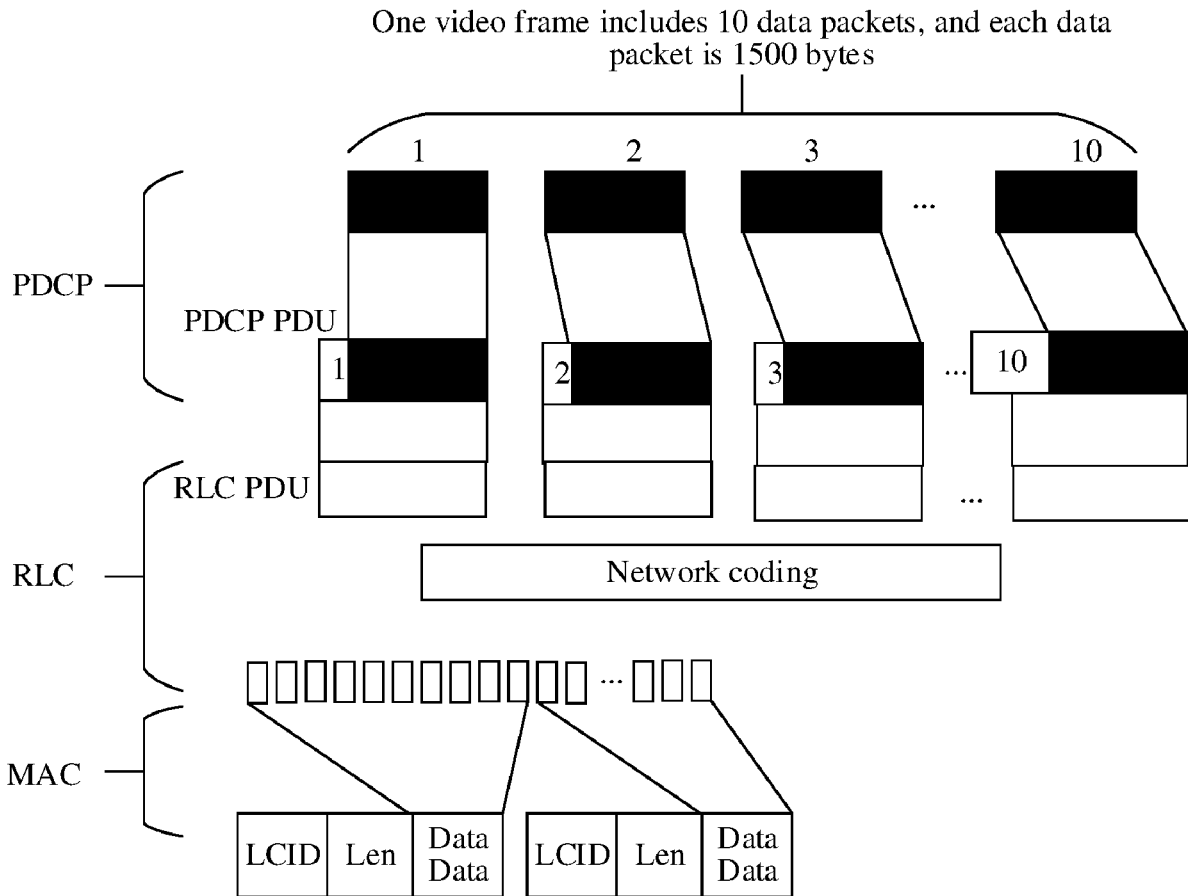 One video frame includes 10 data packets, and each data
packet is 1500 bytes
1 2 3 10
...
PDCP
PDCP PDU
1 2 3 ... 10
RLC PDU
...
RLC
Network coding
...
MAC
LCID Len Data Data LCID Len Data Data